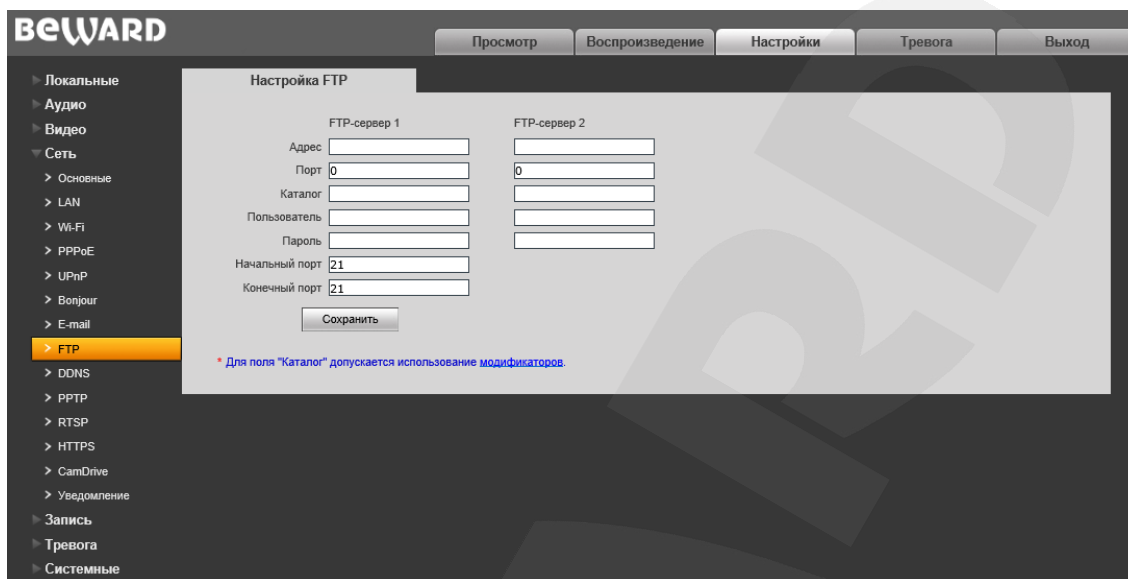 BEWARD
Просмотр
Воспроизведение
Настройки
Тревога
Выход
Локальные
Аудио
Видео
Сеть
Основные
LAN
Wi-Fi
PPPoE
UPnP
Bonjour
E-mail
FTP
DDNS
PPTP
RTSP
HTTPS
CamDrive
Уведомление
Запись
Тревога
Системные
Настройка FTP
FTP-сервер 1 FTP-сервер 2
Адрес
Порт 0 0
Каталог
Пользователь
Пароль
Начальный порт 21
Конечный порт 21
Сохранить
* Для поля "Каталог" допускается использование модификаторов.